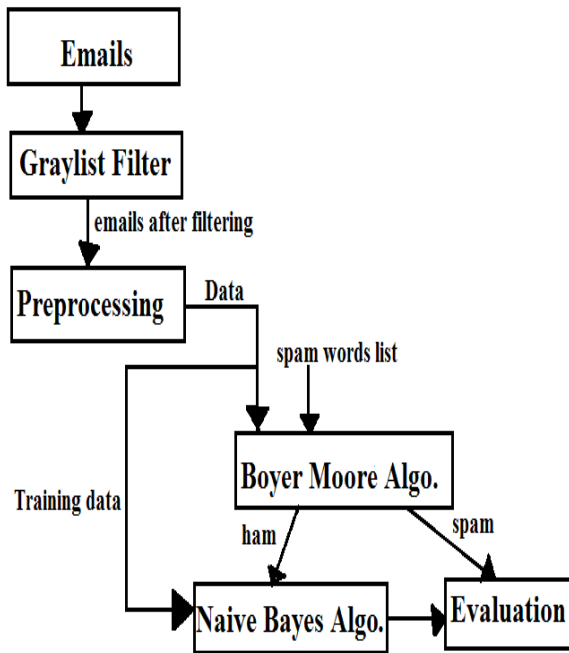 Emails
Graylist Filter
emails after filtering
Preprocessing
Data
spam words list
Boyer Moore Algo.
Training data
ham
spam
Naive Bayes Algo.
Evaluation